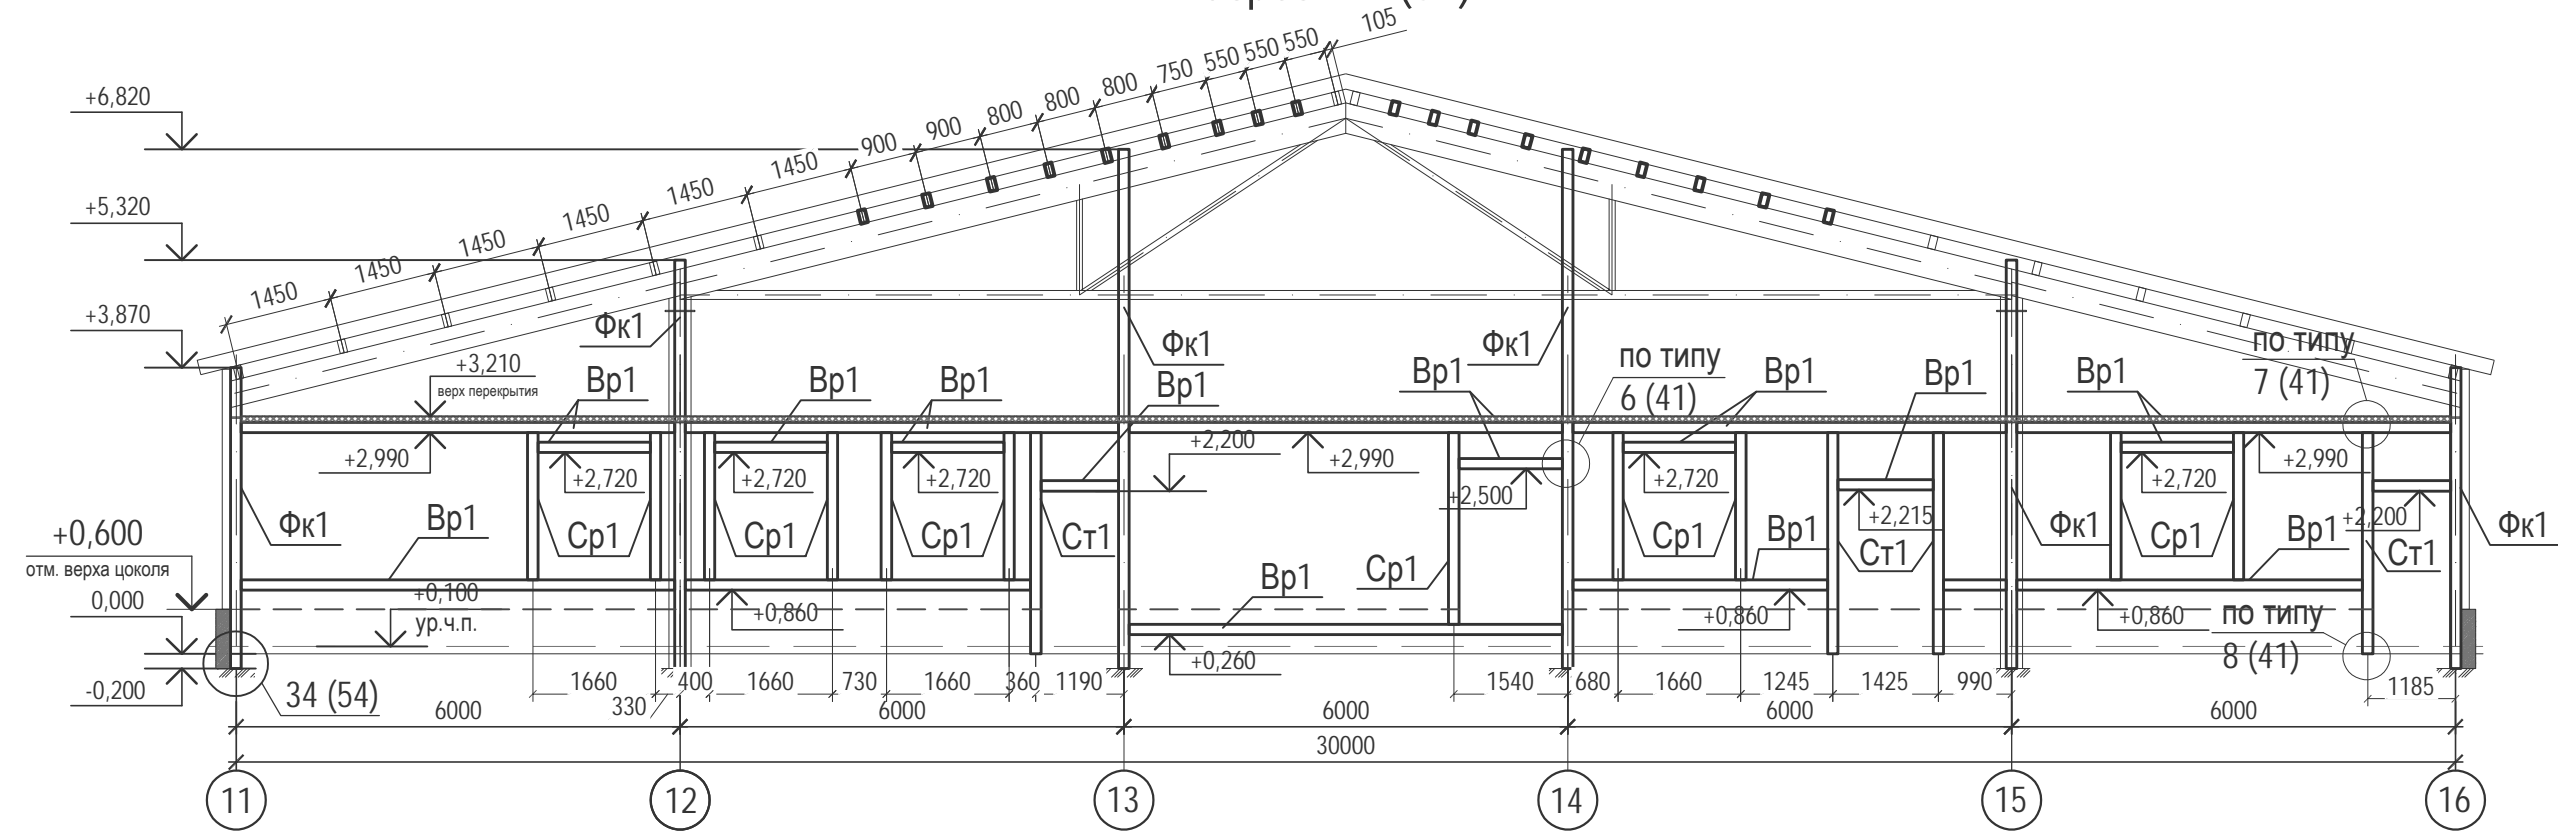 105
550 550 550
750
800
800
800
900
900
1450
1450
1450
1450
1450
1450
+6,820
+5,320
+3,870
Фк1
Фк1
Фк1
по типу
6 (41)
по типу
7 (41)
+3,210
верх перекрытия
Вр1
Вр1
Вр1
Вр1
Вр1
Вр1
Вр1
Вр1
+2,990
+2,720
+2,720
+2,720
+2,200
+2,990
+2,500
+2,720
+2,215
+2,720
+2,990
+2,200
Фк1
Вр1
Ср1
Ср1
Ср1
Ст1
Вр1
Ср1
Ср1
Вр1
Ст1
Фк1
Ср1
Вр1
Ст1
Фк1
+0,600
отм. верха цоколя
0,000
-0,200
+0,100
ур.ч.п.
+0,860
+0,260
+0,860
+0,860
по типу
8 (41)
34 (54)
1660 330 400 1660 730 1660 360 1190 1540 680 1660 1245 1425 990 1185
6000 6000 6000 6000 6000
30000
11 12 13 14 15 16